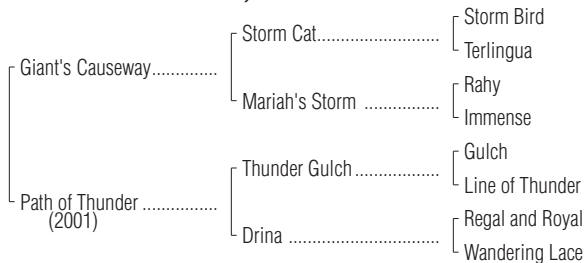 Storm Bird
Storm Cat..................
Terlingua
Giant's Causeway.............
Rahy
Mariah's Storm ................
Immense
Gulch
Thunder Gulch..................
Line of Thunder
Path of Thunder ...............
(2001)
Regal and Royal
Drina ................................
Wandering Lace